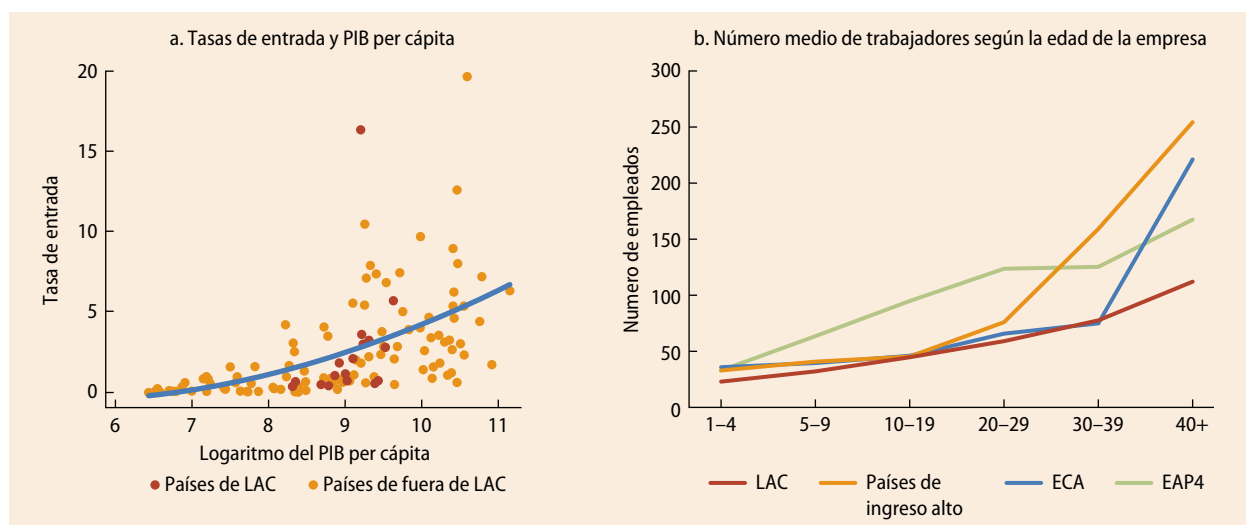 a. Tasas de entrada y PIB per cápita
20
15
10
5
0
Tasa de entrada
6 7 8 9 10 11
Logaritmo del PIB per cápita
Países de LAC Países de fuera de LAC
b. Número medio de trabajadores según la edad de la empresa
300
250
200
150
100
50
0
Numero de empleados
1–4 5–9 10–19 20–29 30–39 40+
LAC Países de ECA EAP4
ingreso alto